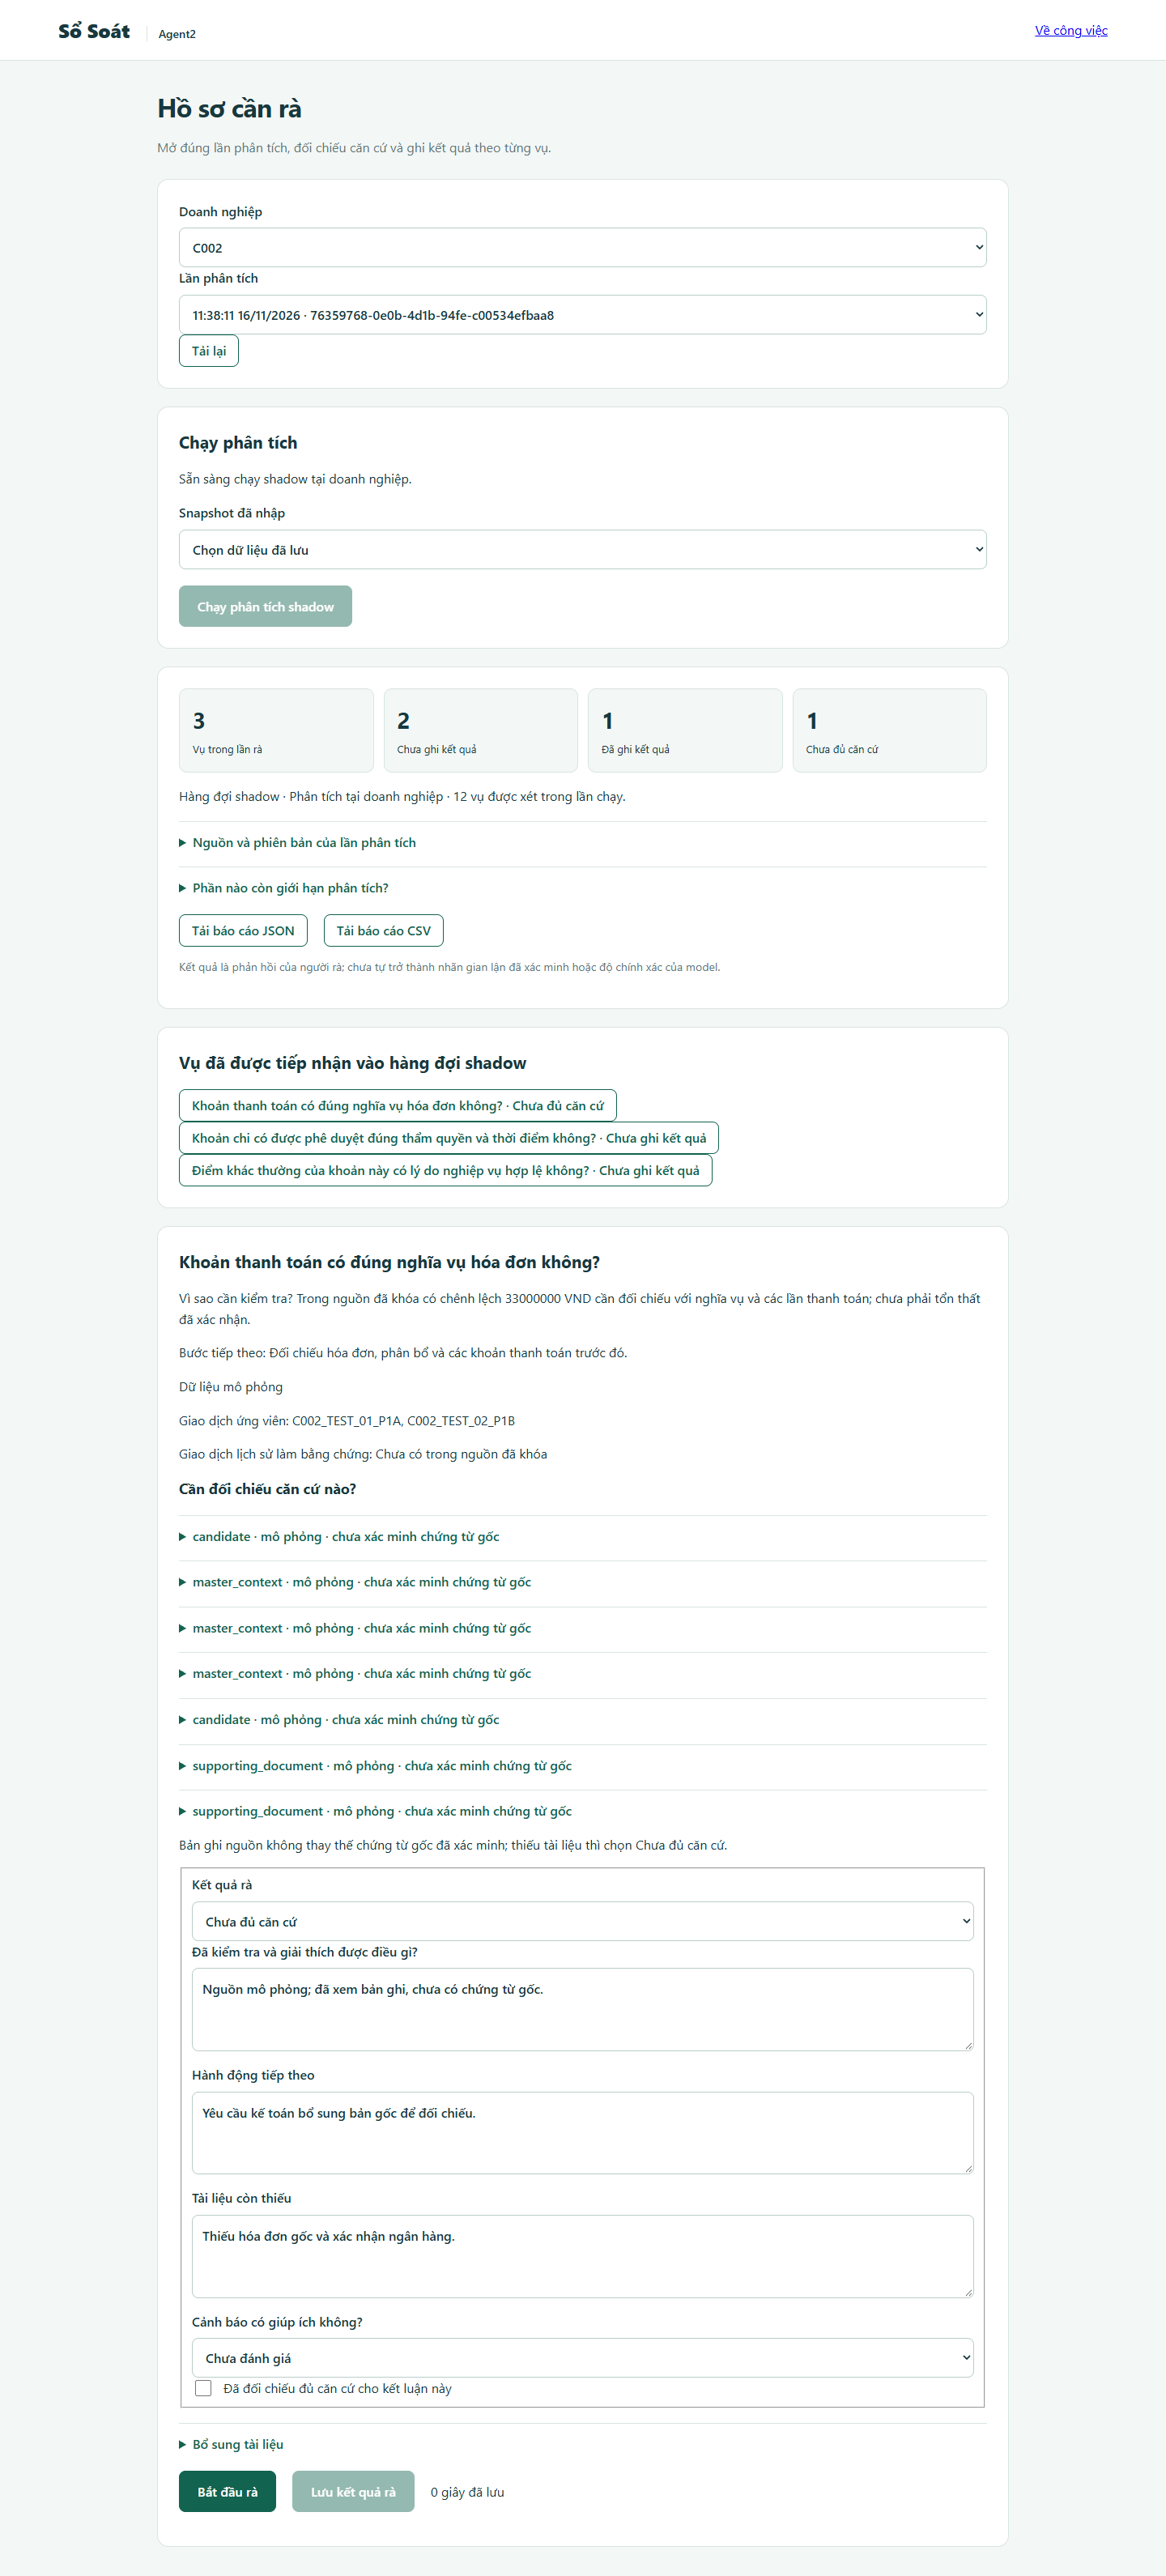 Sổ Soát
Agent2
Về công việc
Hồ sơ cần rà
Mở đúng lần phân tích, đối chiếu căn cứ và ghi kết quả theo từng vụ.
Doanh nghiệp
C002
Lần phân tích
11:38:11 16/11/2026 · 76359768-0e0b-4d1b-94fe-c00534efbaa8
Tải lại
Chạy phân tích
Sẵn sàng chạy shadow tại doanh nghiệp.
Snapshot đã nhập
Chọn dữ liệu đã lưu
Chạy phân tích shadow
3
Vụ trong lần rà
2
Chưa ghi kết quả
1
Đã ghi kết quả
1
Chưa đủ căn cứ
Hàng đợi shadow · Phân tích tại doanh nghiệp · 12 vụ được xét trong lần chạy.
Nguồn và phiên bản của lần phân tích
Phần nào còn giới hạn phân tích?
Tải báo cáo JSON
Tải báo cáo CSV
Kết quả là phản hồi của người rà; chưa tự trở thành nhãn gian lận đã xác minh hoặc độ chính xác của model.
Vụ đã được tiếp nhận vào hàng đợi shadow
Khoản thanh toán có đúng nghĩa vụ hóa đơn không? · Chưa đủ căn cứ
Khoản chi có được phê duyệt đúng thẩm quyền và thời điểm không? · Chưa ghi kết quả
Điểm khác thường của khoản này có lý do nghiệp vụ hợp lệ không? · Chưa ghi kết quả
Khoản thanh toán có đúng nghĩa vụ hóa đơn không?
Vì sao cần kiểm tra? Trong nguồn đã khóa có chênh lệch 33000000 VND cần đối chiếu với nghĩa vụ và các lần thanh toán; chưa phải tổn thất
đã xác nhận.
Bước tiếp theo: Đối chiếu hóa đơn, phân bổ và các khoản thanh toán trước đó.
Dữ liệu mô phỏng
Giao dịch ứng viên: C002_TEST_01_P1A, C002_TEST_02_P1B
Giao dịch lịch sử làm bằng chứng: Chưa có trong nguồn đã khóa
Cần đối chiếu căn cứ nào?
candidate · mô phỏng · chưa xác minh chứng từ gốc
master_context · mô phỏng · chưa xác minh chứng từ gốc
master_context · mô phỏng · chưa xác minh chứng từ gốc
master_context · mô phỏng · chưa xác minh chứng từ gốc
candidate · mô phỏng · chưa xác minh chứng từ gốc
supporting_document · mô phỏng · chưa xác minh chứng từ gốc
supporting_document · mô phỏng · chưa xác minh chứng từ gốc
Bản ghi nguồn không thay thế chứng từ gốc đã xác minh; thiếu tài liệu thì chọn Chưa đủ căn cứ.
Kết quả rà
Chưa đủ căn cứ
Đã kiểm tra và giải thích được điều gì?
Nguồn mô phỏng; đã xem bản ghi, chưa có chứng từ gốc.
Hành động tiếp theo
Yêu cầu kế toán bổ sung bản gốc để đối chiếu.
Tài liệu còn thiếu
Thiếu hóa đơn gốc và xác nhận ngân hàng.
Cảnh báo có giúp ích không?
Chưa đánh giá
Đã đối chiếu đủ căn cứ cho kết luận này
Bổ sung tài liệu
Bắt đầu rà
Lưu kết quả rà
0 giây đã lưu